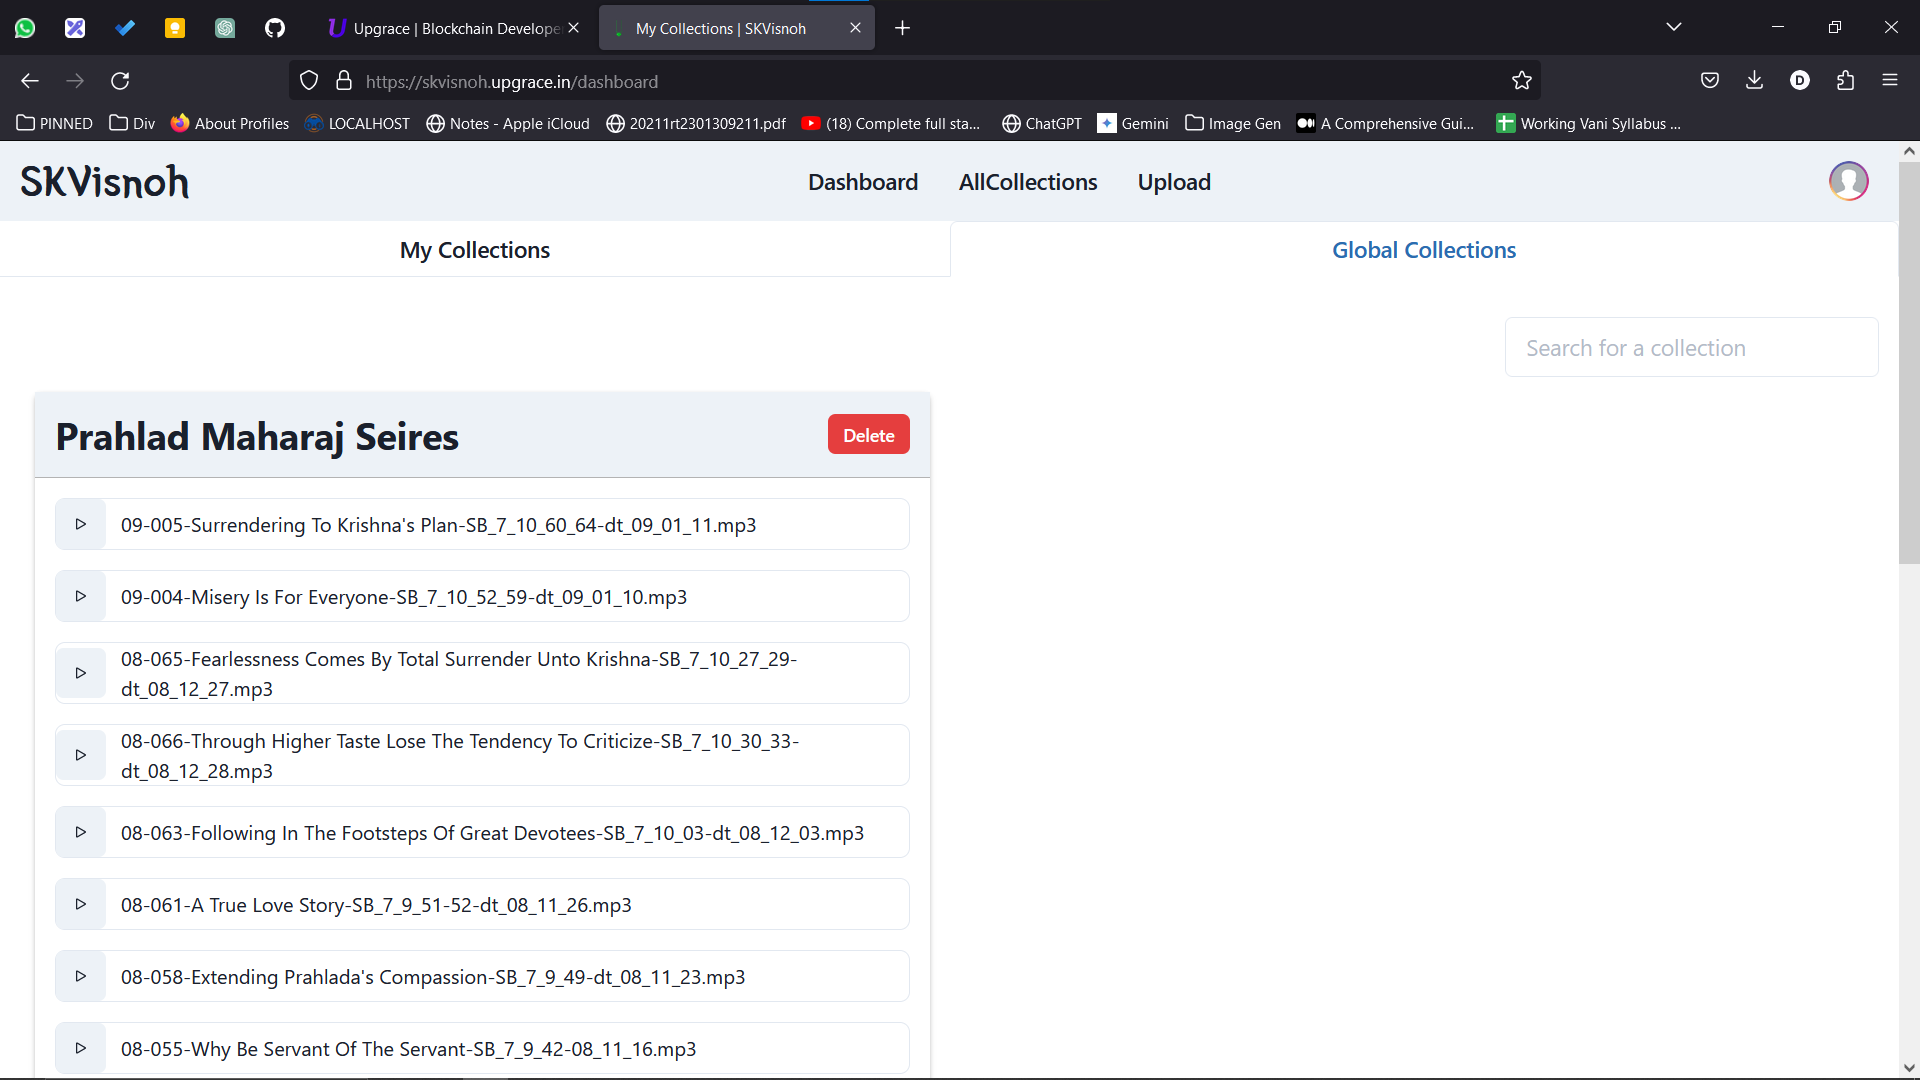 Upgrace | Blockchain Develope
My Collections | SKVisnoh
https://skvisnoh.upgrace.in/dashboard
D
PINNED
Div
About Profiles
LOCALHOST
Notes - Apple iCloud
20211rt2301309211.pdf
(18) Complete full sta...
ChatGPT
Gemini
Image Gen
A Comprehensive Gui...
Working Vani Syllabus ...
SKVisnoh
Dashboard
AllCollections
Upload
My Collections
Global Collections
Search for a collection
Prahlad Maharaj Seires
Delete
09-005-Surrendering To Krishna's Plan-SB_7_10_60_64-dt_09_01_11.mp3
09-004-Misery Is For Everyone-SB_7_10_52_59-dt_09_01_10.mp3
08-065-Fearlessness Comes By Total Surrender Unto Krishna-SB_7_10_27_29-
dt_08_12_27.mp3
08-066-Through Higher Taste Lose The Tendency To Criticize-SB_7_10_30_33-
dt_08_12_28.mp3
08-063-Following In The Footsteps Of Great Devotees-SB_7_10_03-dt_08_12_03.mp3
08-061-A True Love Story-SB_7_9_51-52-dt_08_11_26.mp3
08-058-Extending Prahlada's Compassion-SB_7_9_49-dt_08_11_23.mp3
08-055-Why Be Servant Of The Servant-SB_7_9_42-08_11_16.mp3